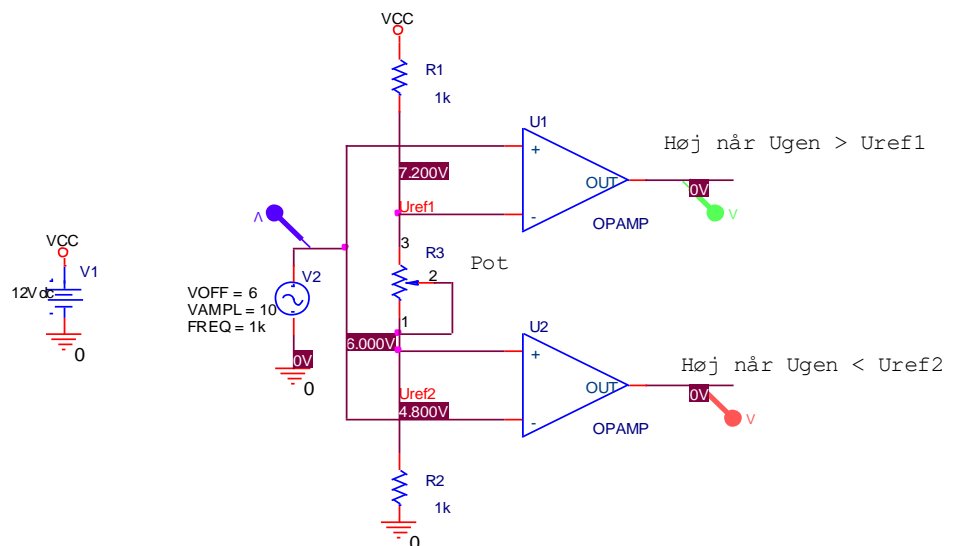 VCC
R1
1k
U1
+
Høj når Ugen > Uref1
7.200V
OUT
0V
V
Uref1
-
OPAMP
V
3
R3
Pot
VCC
V1
V2
2
12Vdc
VOFF = 6
VAMPL = 10
FREQ = 1k
1
U2
0
6.000V
+
0V
Høj når Ugen < Uref2
0
OUT
0V
Uref2
4.800V
-
V
OPAMP
R2
1k
0